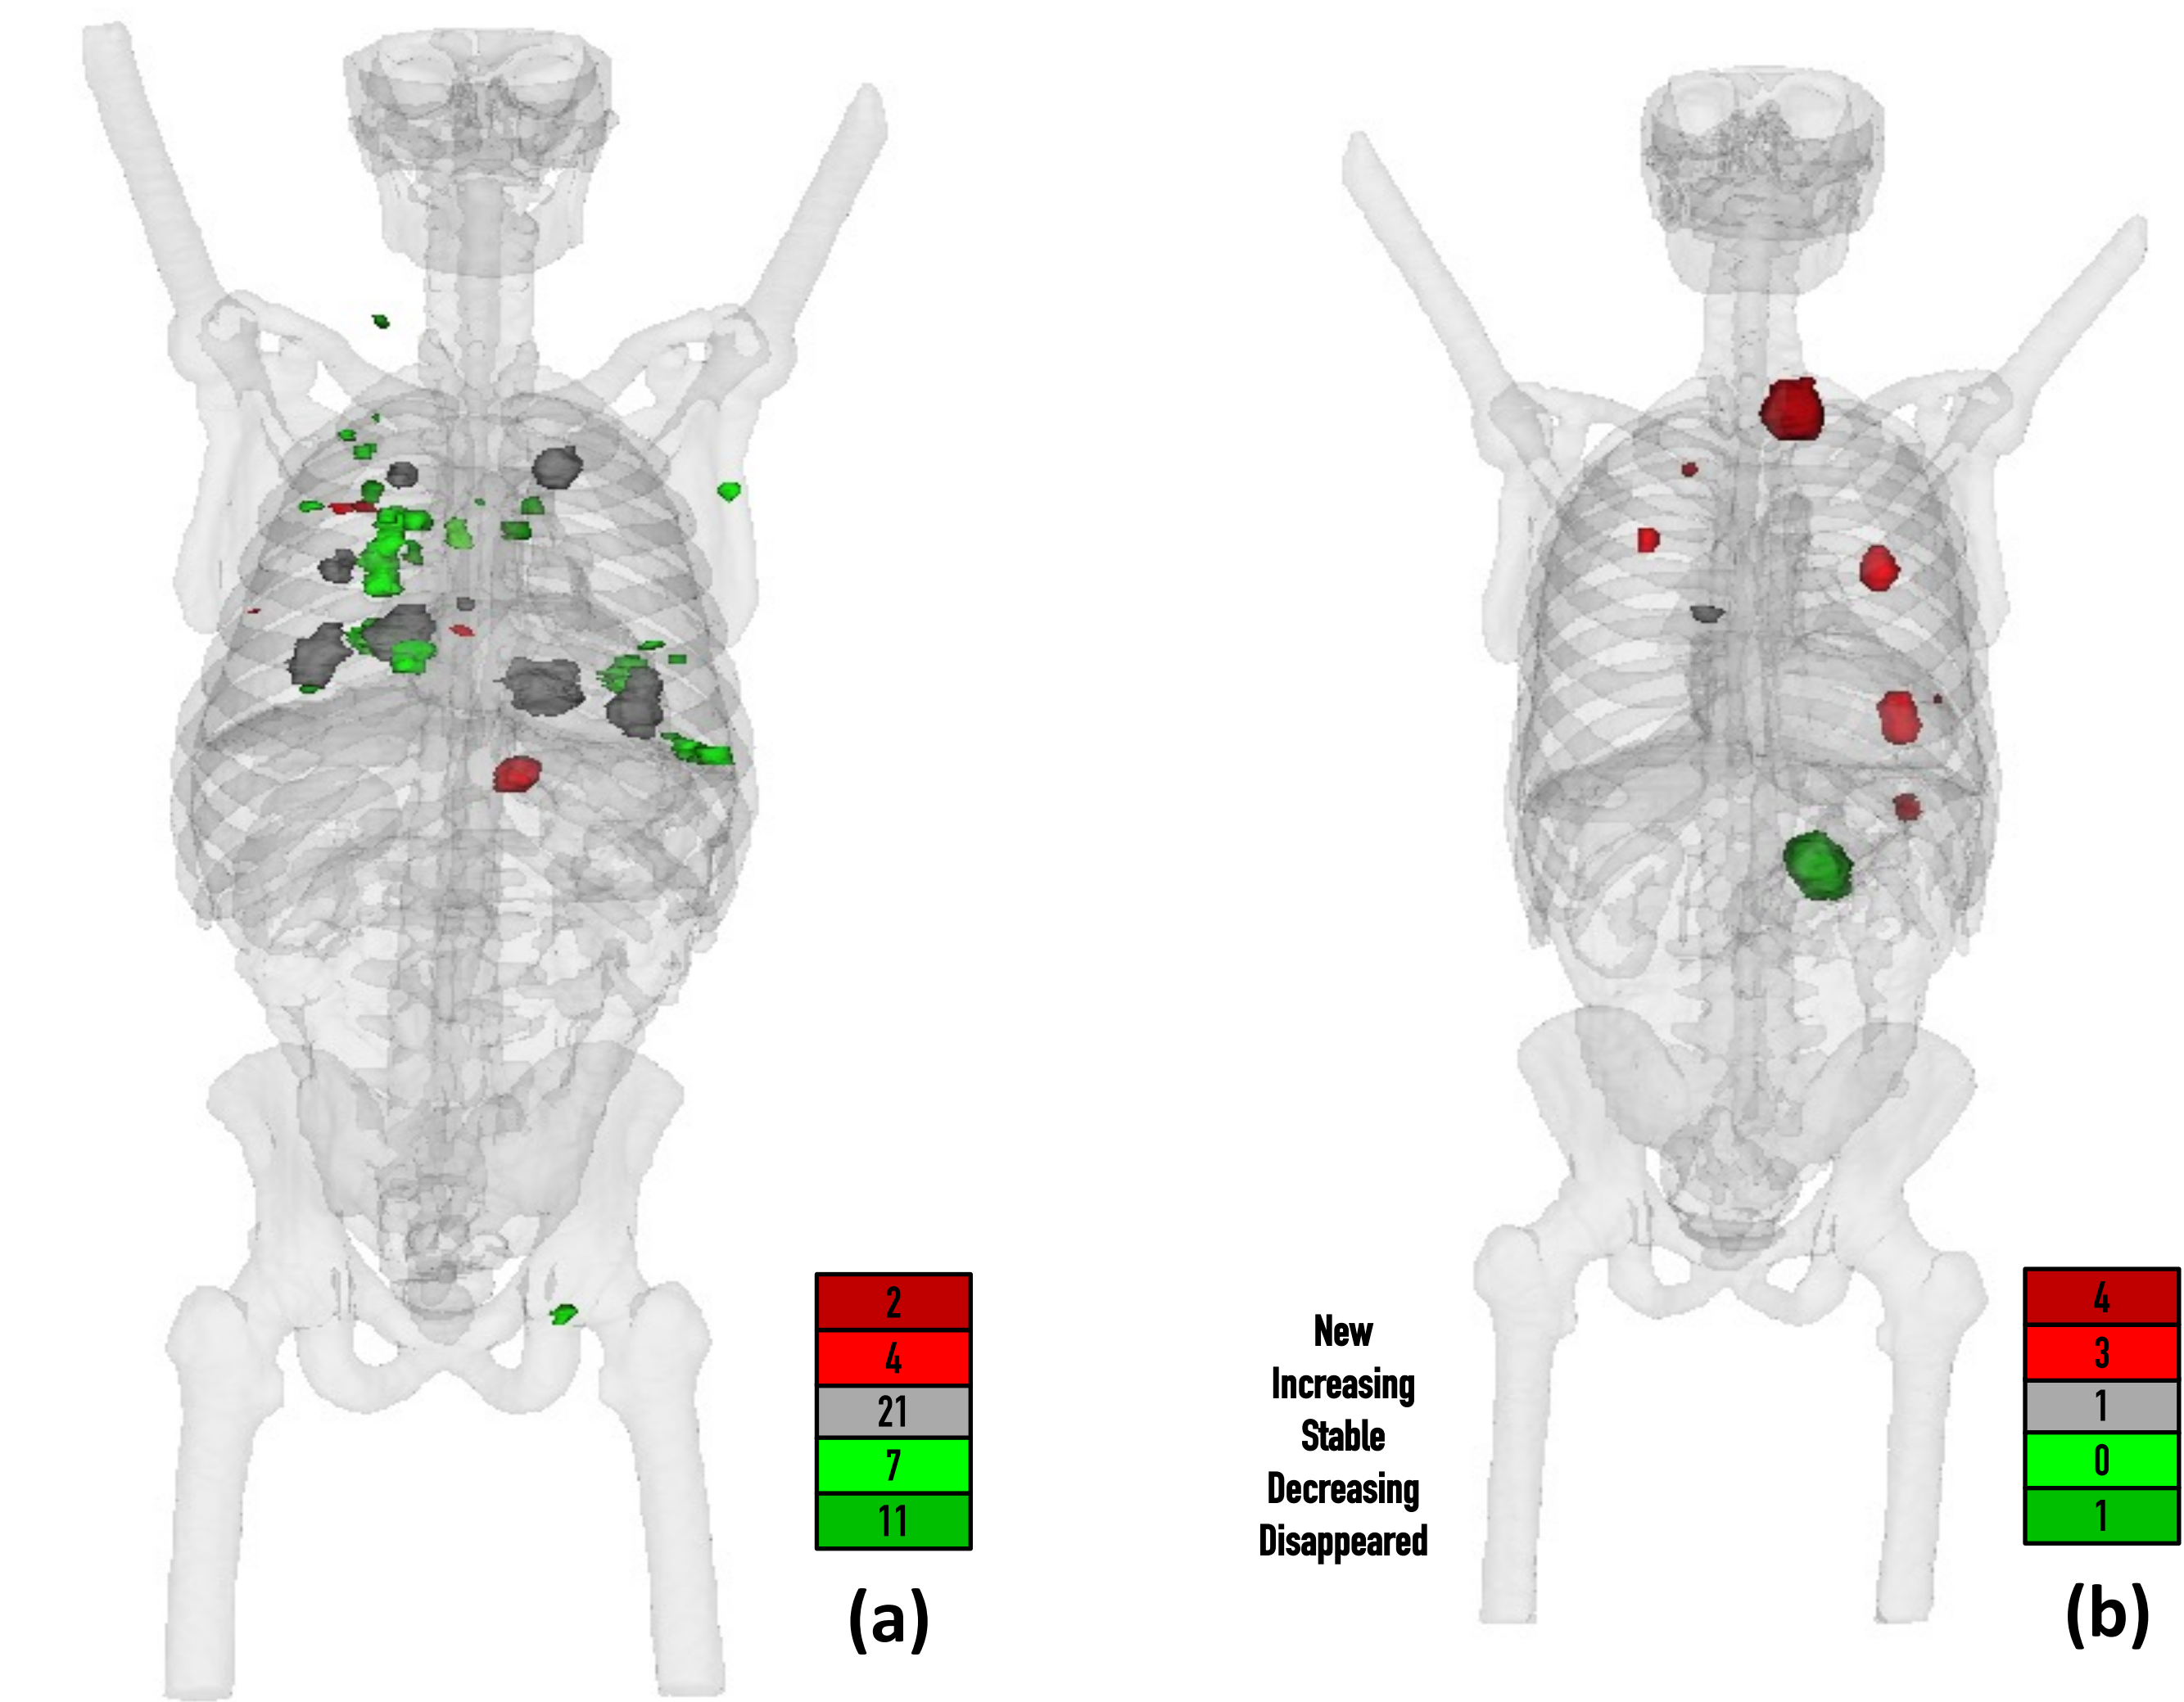 2
4
21
7
11
(a)
New
Increasing
Stable
Decreasing
Disappeared
4
3
1
0
1
(b)